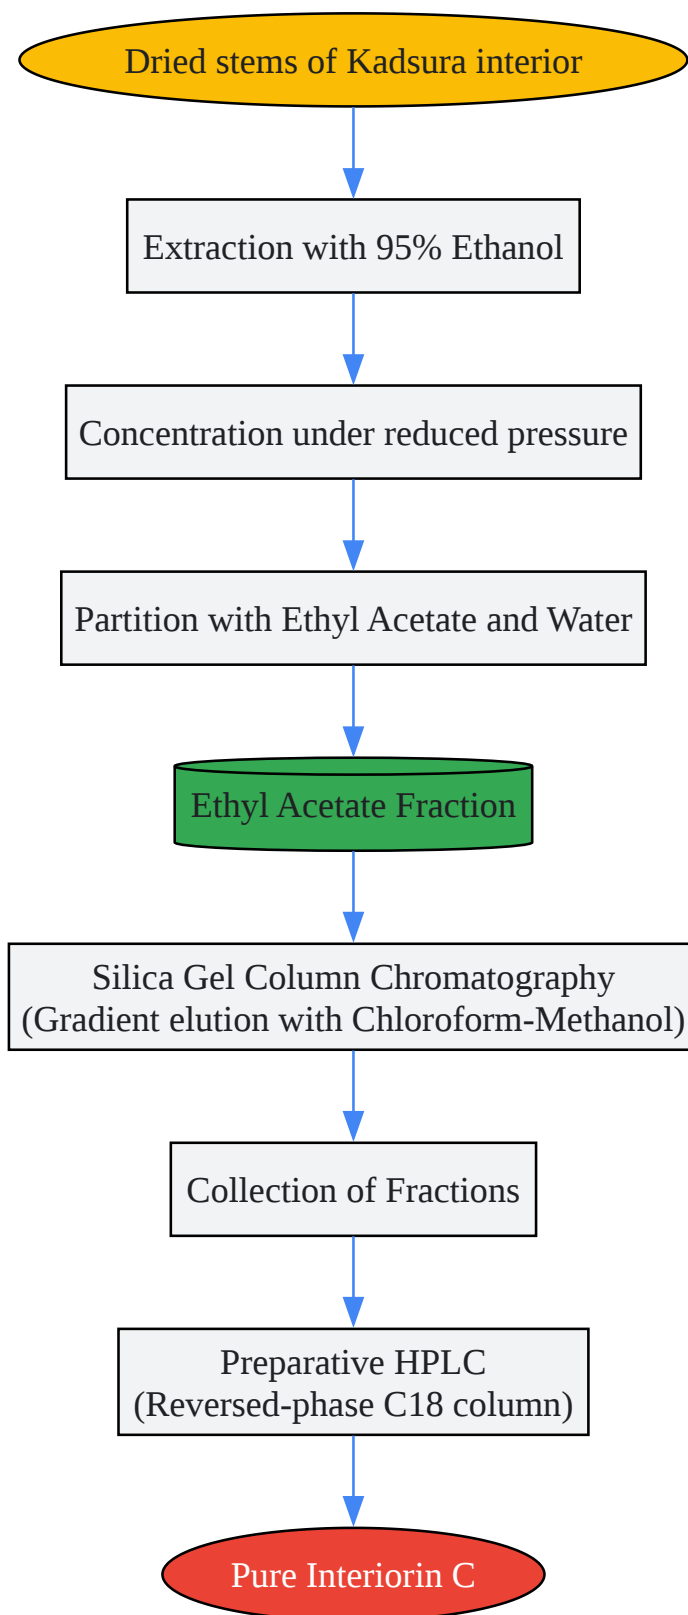 Dried stems of Kadsura interior
Extraction with 95% Ethanol
Concentration under reduced pressure
Partition with Ethyl Acetate and Water
Ethyl Acetate Fraction
Silica Gel Column Chromatography
(Gradient elution with Chloroform-Methanol)
Collection of Fractions
Preparative HPLC
(Reversed-phase C18 column)
Pure Interiorin C